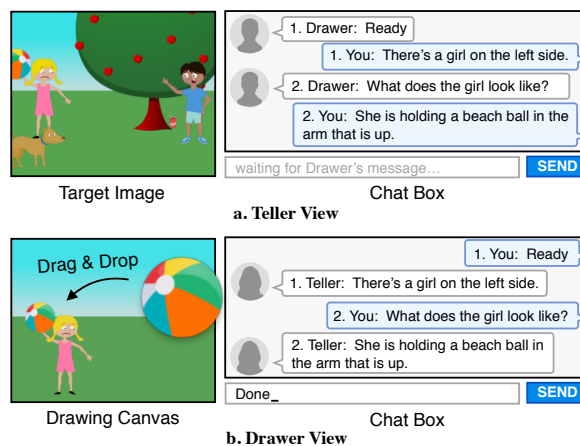 1. Drawer: Ready
1. You: There's a girl on the left side.
2. Drawer: What does the girl look like?
2. You: She is holding a beach ball in the
arm that is up.
waiting for Drawer's message...
SEND
Target Image
Chat Box
a. Teller View
Drag & Drop
1. You: Ready
1. Teller: There's a girl on the left side.
2. You: What does the girl look like?
2. Teller: She is holding a beach ball in
the arm that is up.
Done_
SEND
Drawing Canvas
Chat Box
b. Drawer View